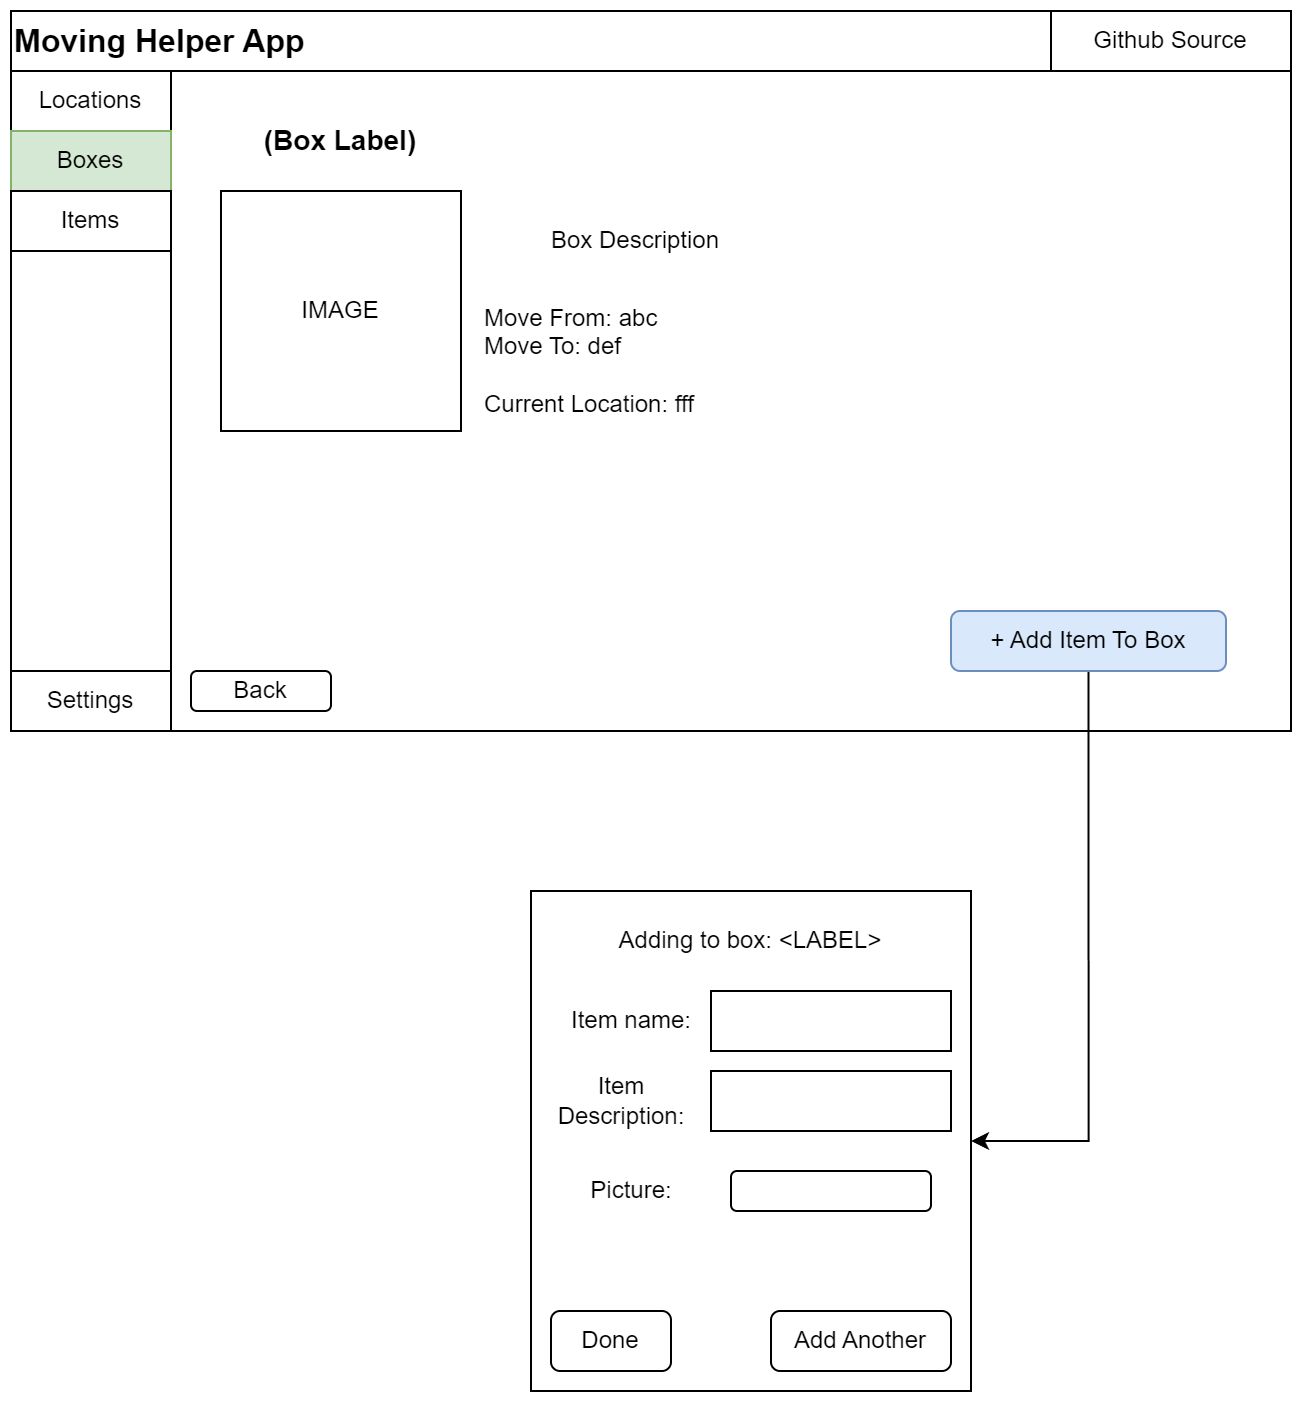 Moving Helper App
Github Source
Locations
Boxes
Items
Settings
(Box Label)
IMAGE
Box Description
Move From: abc
Move To: def
Current Location: fff
Back
+ Add Item To Box
Adding to box: <LABEL>
Item name:
Item
Description:
Picture:
Done
Add Another